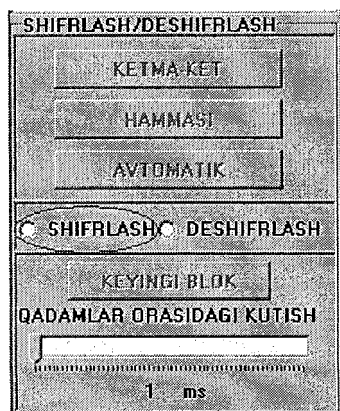 SHIFRLASH/DESHIFRLASH
KETMA-KET
HAMMASI
AVTOMATIK
SHIFRLASH DESHIFRLASH
KEYINGI BLOK
QADAMLAR ORASIDAGI KUTISH
1 ms